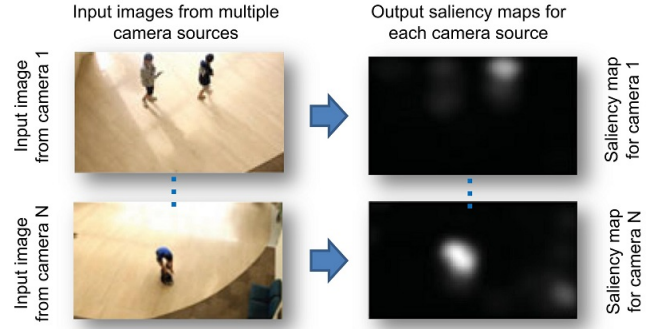 Input images from multiple
camera sources
Output saliency maps for
each camera source
Input image
from camera 1
Saliency map
for camera 1
Input image
from camera N
Saliency map
for camera N